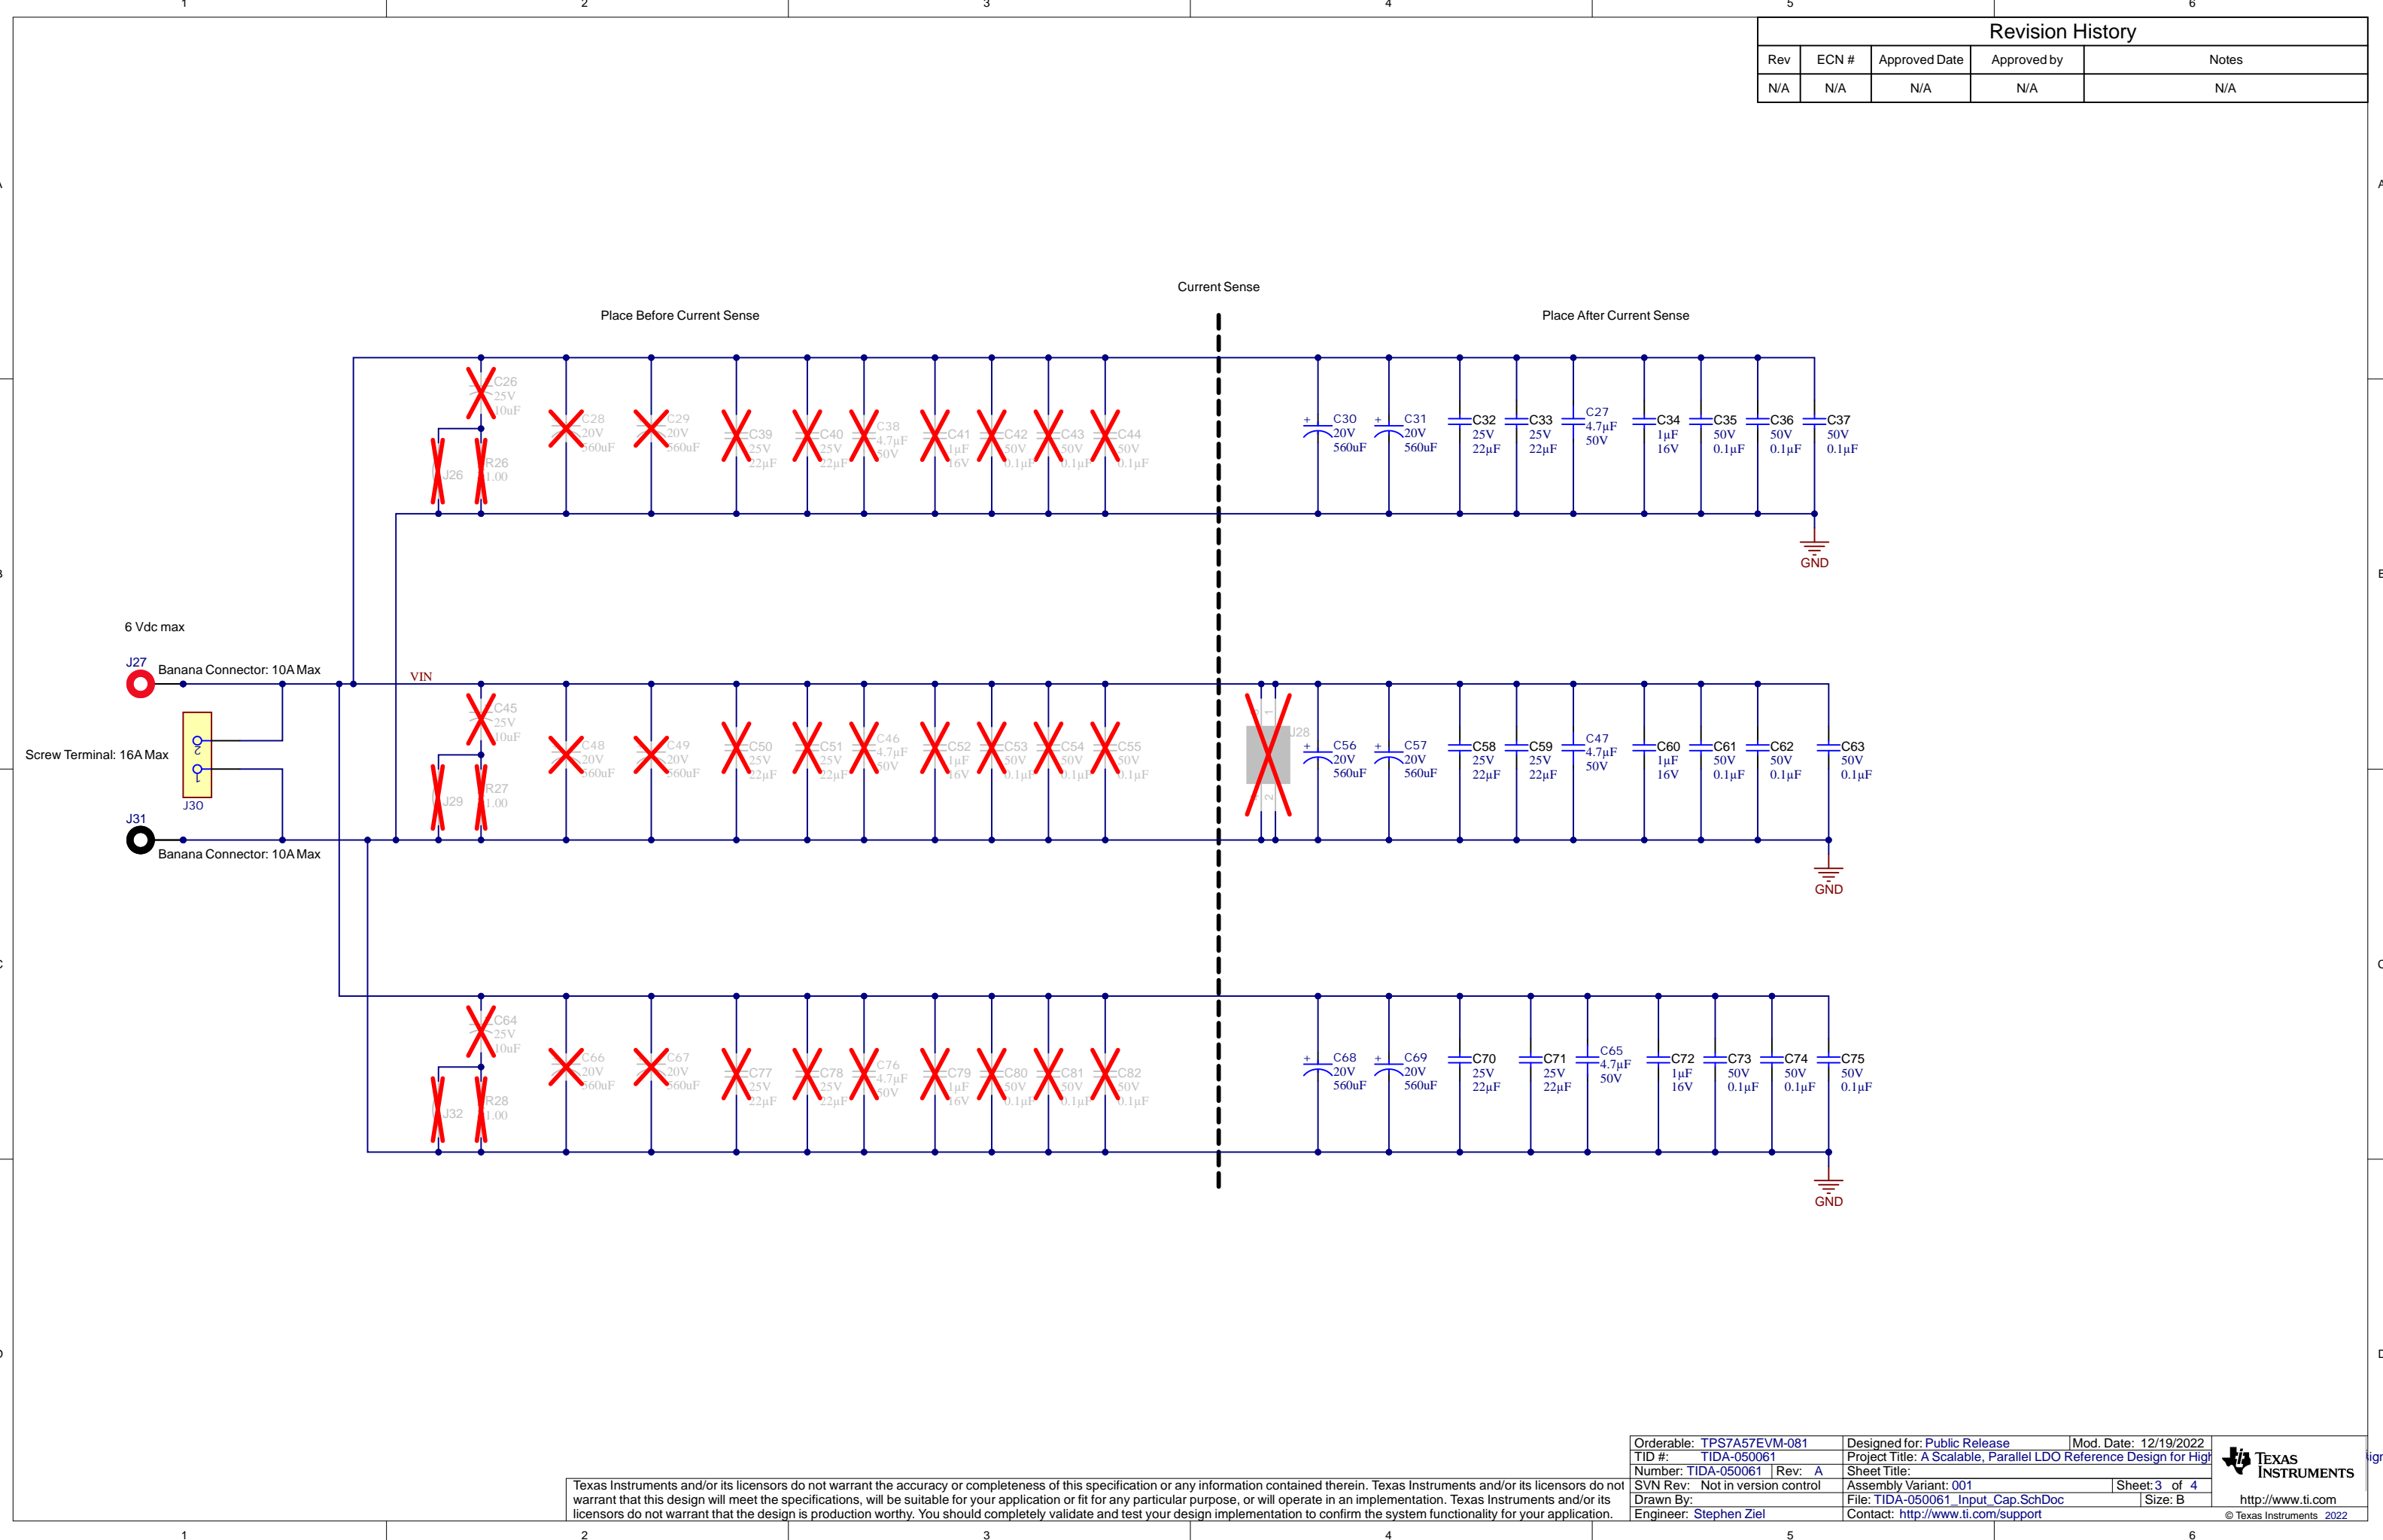 1 2 3 4 5 6
Revision History
Rev ECN # Approved Date Approved by Notes
N/A N/A N/A N/A N/A
A A
Current Sense
Place Before Current Sense
Place After Current Sense
C26
25V
10uF
J26
R26
1.00
C28
20V
560uF
C29
20V
560uF
C39
25V
22µF
C40
25V
22µF
C38
4.7µF
50V
C41
1µF
16V
C42
50V
0.1µF
C43
50V
0.1µF
C44
50V
0.1µF
+ C30
20V
560uF
+ C31
20V
560uF
C32
25V
22µF
C33
25V
22µF
C27
4.7µF
50V
C34
1µF
16V
C35
50V
0.1µF
C36
50V
0.1µF
C37
50V
0.1µF
GND
B B
6 Vdc max
J27
Banana Connector: 10A Max
VIN
Screw Terminal: 16A Max
2
1
J30
J31
Banana Connector: 10A Max
C45
25V
10uF
J29
R27
1.00
C48
20V
560uF
C49
20V
560uF
C50
25V
22µF
C51
25V
22µF
C46
4.7µF
50V
C52
1µF
16V
C53
50V
0.1µF
C54
50V
0.1µF
C55
50V
0.1µF
1
J28
2
+ C56
20V
560uF
+ C57
20V
560uF
C58
25V
22µF
C59
25V
22µF
C47
4.7µF
50V
C60
1µF
16V
C61
50V
0.1µF
C62
50V
0.1µF
C63
50V
0.1µF
GND
C C
C64
25V
10uF
J32
R28
1.00
C66
20V
560uF
C67
20V
560uF
C77
25V
22µF
C78
25V
22µF
C76
4.7µF
50V
C79
1µF
16V
C80
50V
0.1µF
C81
50V
0.1µF
C82
50V
0.1µF
+ C68
20V
560uF
+ C69
20V
560uF
C70
25V
22µF
C71
25V
22µF
C65
4.7µF
50V
C72
1µF
16V
C73
50V
0.1µF
C74
50V
0.1µF
C75
50V
0.1µF
GND
D D
Texas Instruments and/or its licensors do not warrant the accuracy or completeness of this specification or any information contained therein. Texas Instruments and/or its licensors do not
warrant that this design will meet the specifications, will be suitable for your application or fit for any particular purpose, or will operate in an implementation. Texas Instruments and/or its
licensors do not warrant that the design is production worthy. You should completely validate and test your design implementation to confirm the system functionality for your application.
Orderable: TPS7A57EVM-081 Designed for: Public Release Mod. Date: 12/19/2022
TID #: TIDA-050061 Project Title: A Scalable, Parallel LDO Reference Design for High
Number: TIDA-050061 Rev: A Sheet Title:
SVN Rev: Not in version control Assembly Variant: 001 Sheet: 3 of 4
Drawn By: File: TIDA-050061_Input_Cap.SchDoc Size: B
Engineer: Stephen Ziel Contact: http://www.ti.com/support
TEXAS
INSTRUMENTS
http://www.ti.com
© Texas Instruments 2022
1 2 3 4 5 6